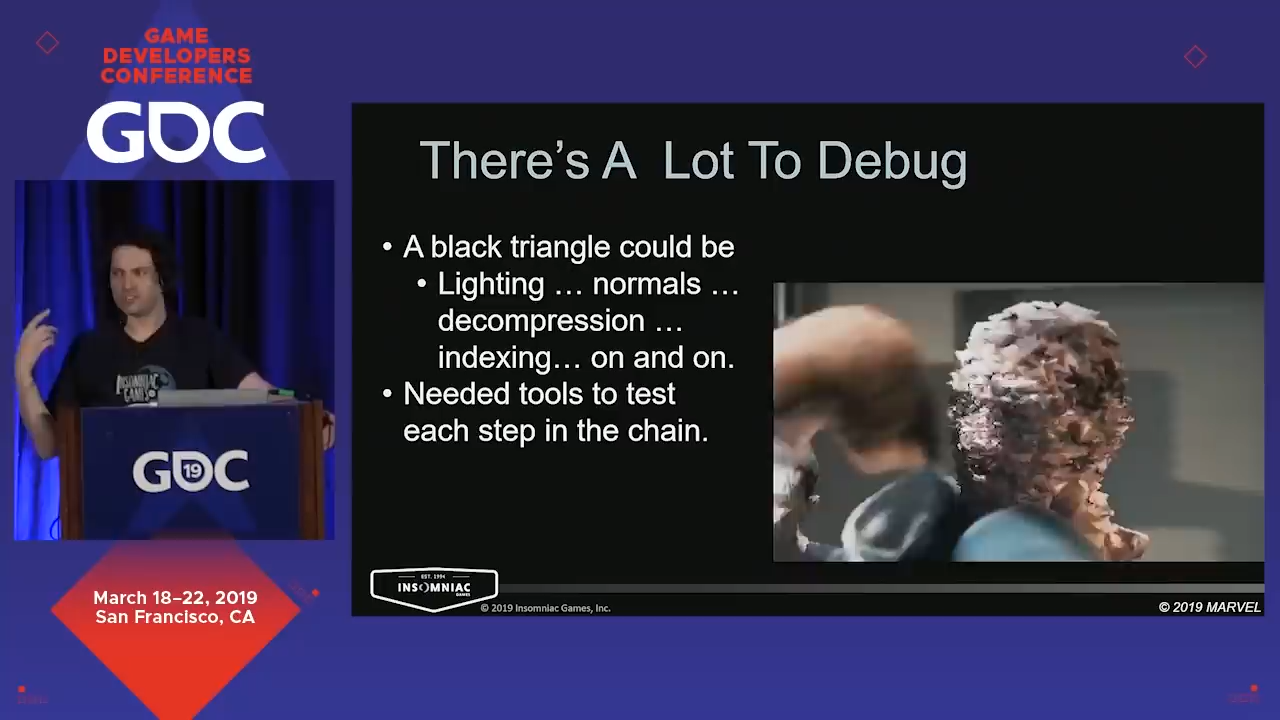 GAME
DEVELOPERS
CONFERENCE
GDC
INSOMNIAC
GAMES
GDC
19
March 18–22, 2019
San Francisco, CA
There’s A  Lot To Debug
• A black triangle could be
• Lighting … normals …
decompression …
indexing… on and on.
• Needed tools to test
each step in the chain.
EST. 1994
INSOMNIAC
GAMES
© 2019 Insomniac Games, Inc.
© 2019 MARVEL